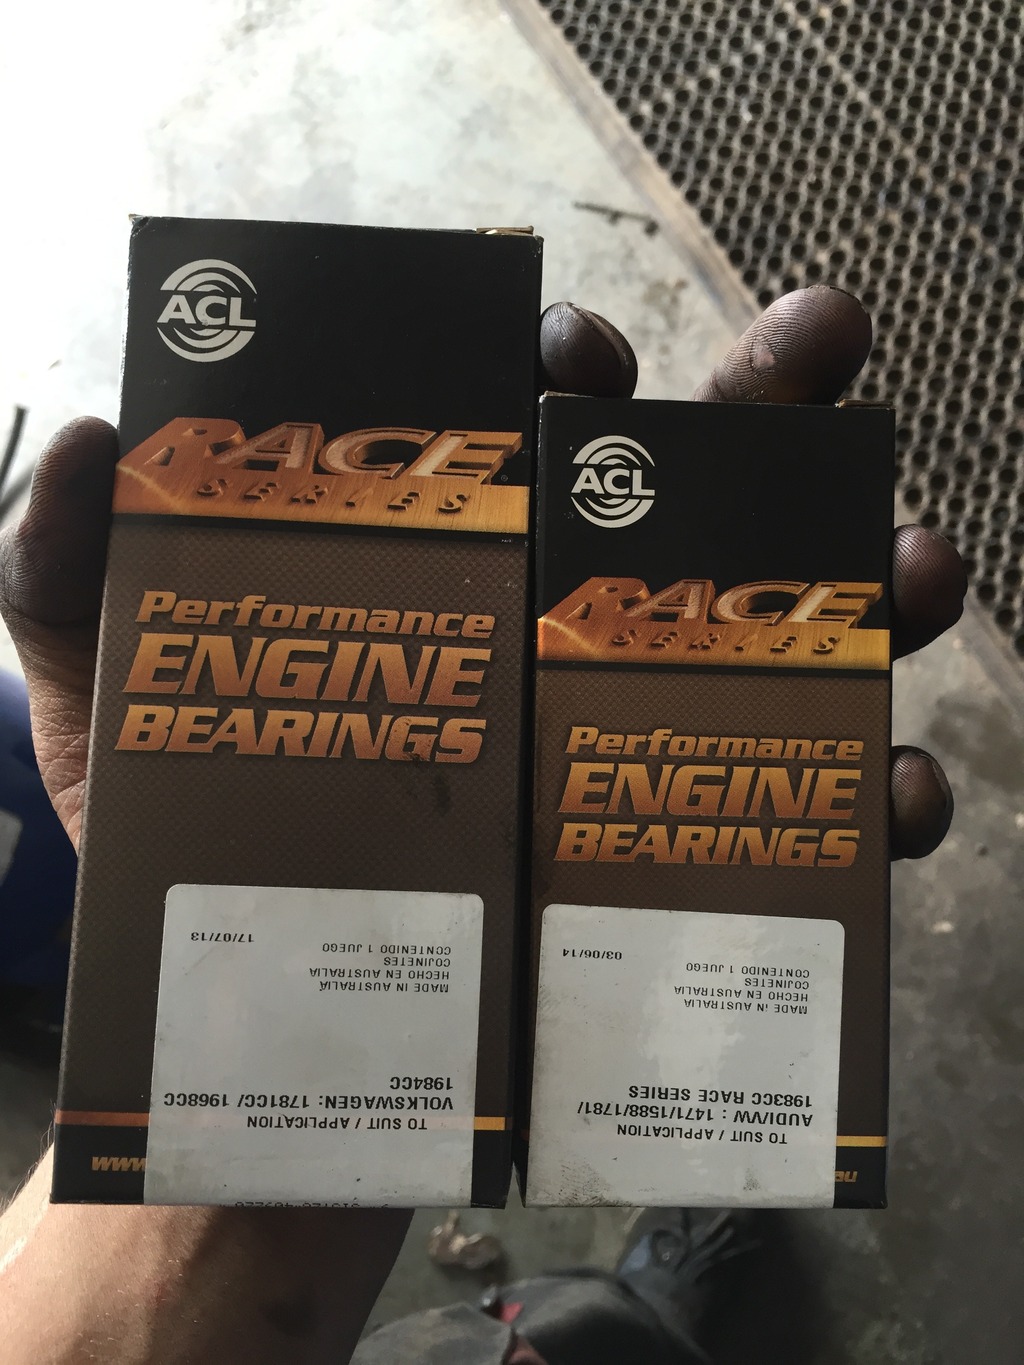 ACL
RACE
SERIES
Performance
ENGINE
BEARINGS
TO SUIT / APPLICATION
VOLKSWAGEN: 1781CC/ 1968CC
1984CC
MADE IN AUSTRALIA
HECHO EN AUSTRALIA
COJINETES
CONTENIDO 1 JUEGO
17/07/13
www
ACL
RACE
SERIES
Performance
ENGINE
BEARINGS
TO SUIT / APPLICATION
AUDI/VW : 1471/1588/1781/
1983CC RACE SERIES
MADE IN AUSTRALIA
HECHO EN AUSTRALIA
COJINETES
CONTENIDO 1 JUEGO
03/06/14
au